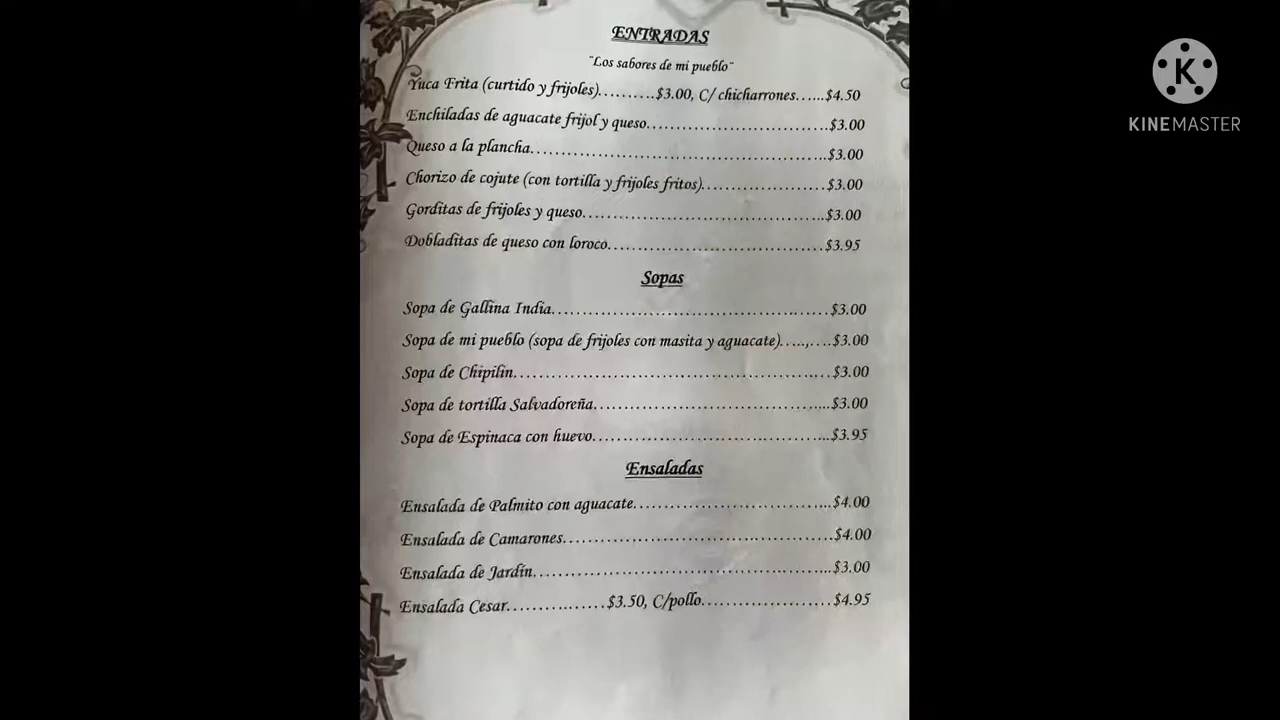 ENTRADAS
"Los sabores de mi pueblo"
Yuca Frita (curtido y frijoles)..........$3.00, C/ chicharrones......$4.50
Enchiladas de aguacate frijol y queso..............................$3.00
Queso a la plancha..................................................$3.00
Chorizo de cojute (con tortilla y frijoles fritos)......................$3.00
Gorditas de frijoles y queso..........................................$3.00
Dobladitas de queso con loroco.....................................$3.95
Sopas
Sopa de Gallina India...............................................$3.00
Sopa de mi pueblo (sopa de frijoles con masita y aguacate).....,....$3.00
Sopa de Chipilin.....................................................$3.00
Sopa de tortilla Salvadoreña........................................$3.00
Sopa de Espinaca con huevo........................................$3.95
Ensaladas
Ensalada de Palmito con aguacate.................................$4.00
Ensalada de Camarones.............................................$4.00
Ensalada de Jardín..................................................$3.00
Ensalada Cesar.................$3.50, C/pollo......................$4.95
KINEMASTER